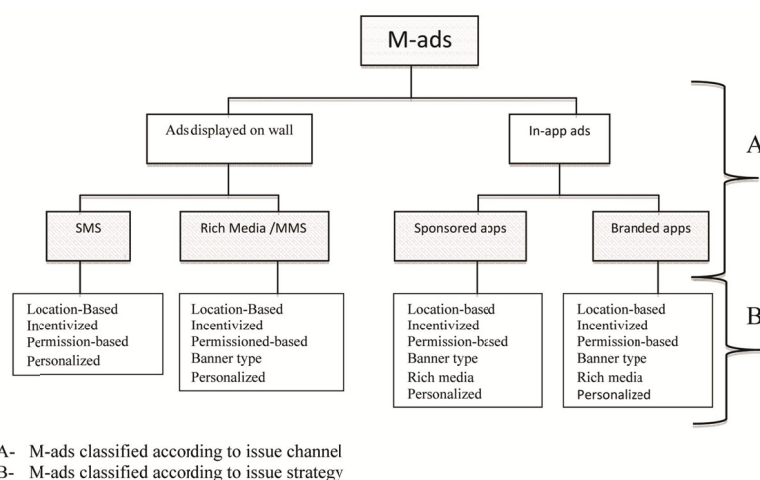 M-ads
Ads displayed on wall
In-app ads
A
SMS
Rich Media /MMS
Sponsored apps
Branded apps
Location-Based
Incentivized
Permission-based
Personalized
Location-Based
Incentivized
Permissioned-based
Banner type
Personalized
Location-based
Incentivized
Permission-based
Banner type
Rich media
Personalized
Location-based
Incentivized
Permission-based
Banner type
Rich media
Personalized
B
A- M-ads classified according to issue channel
B- M-ads classified according to issue strategy